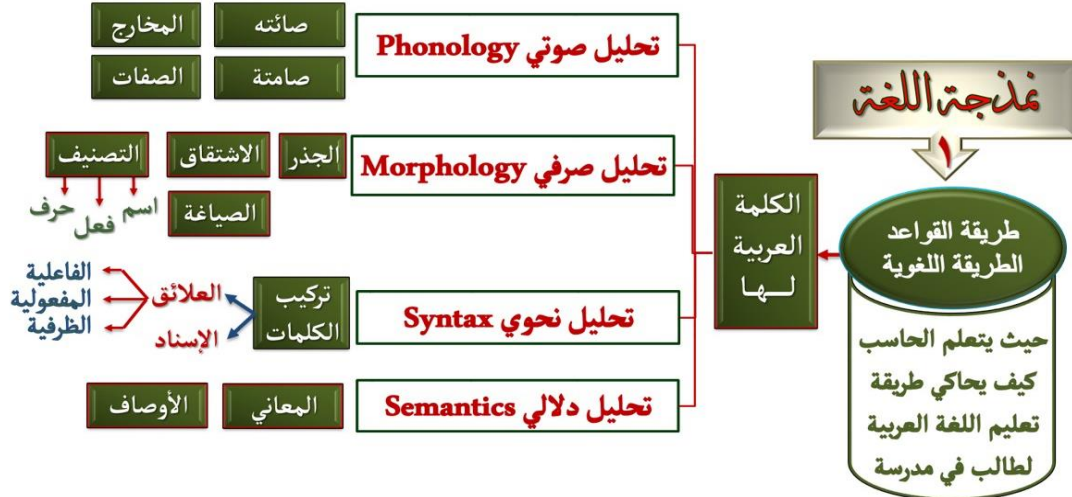 نمذجة اللغة
١
طريقة القواعد
الطريقة اللغوية
حيث يتعلم الحاسب
كيف يحاكي طريقة
تعليم اللغة العربية
لطالب في مدرسة
الكلمة
العربية
لـــهـا
تحليل صوتي Phonology
صائته
المخارج
صامتة
الصفات
تحليل صرفي Morphology
الجذر
الاشتقاق
التصنيف
الصياغة
اسم
فعل
حرف
تحليل نحوي Syntax
تركيب
الكلمات
العلائق
الإسناد
الفاعلية
المفعولية
الظرفية
تحليل دلالي Semantics
المعاني
الأوصاف